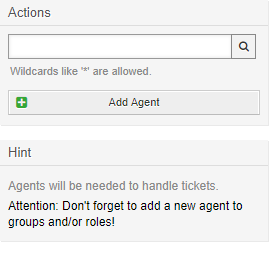 Actions
Wildcards like '*' are allowed.
Add Agent
Hint
Agents will be needed to handle tickets.
Attention: Don't forget to add a new agent to
groups and/or roles!